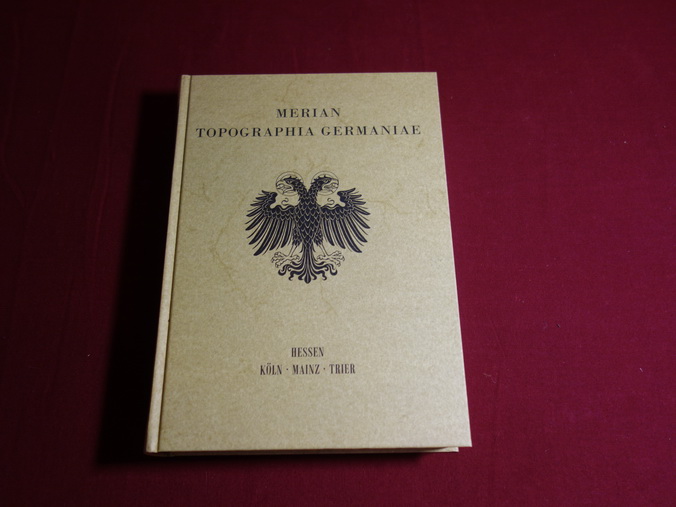 MERIAN
TOPOGRAPHIA GERMANIAE
HESSEN
KÖLN · MAINZ · TRIER